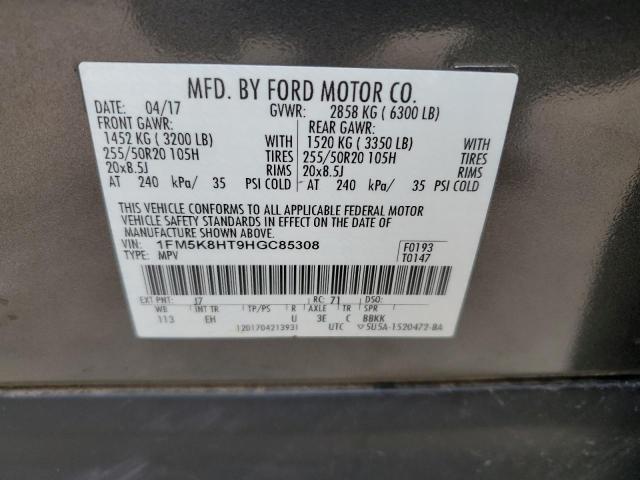 MFD. BY FORD MOTOR CO.
DATE: 04/17 GVWR: 2858 KG ( 6300 LB)
FRONT GAWR: REAR GAWR:
1452 KG ( 3200 LB) WITH 1520 KG ( 3350 LB) WITH
255/50R20 105H TIRES 255/50R20 105H TIRES
20x8.5J RIMS 20x8.5J RIMS
AT 240 kPa/ 35 PSI COLD AT 240 kPa/ 35 PSI COLD
THIS VEHICLE CONFORMS TO ALL APPLICABLE FEDERAL MOTOR
VEHICLE SAFETY STANDARDS IN EFFECT ON THE DATE OF
MANUFACTURE SHOWN ABOVE.
VIN: 1FM5K8HT9HGC85308 F0193
TYPE: MPV T0147
EXT PNT: J7 RC: 71 DSO:
WB INT TR TP/PS R AXLE TR SPR
113 EH U 3E C BBKK
120170421393 UTC 5U5A-1520472-BA